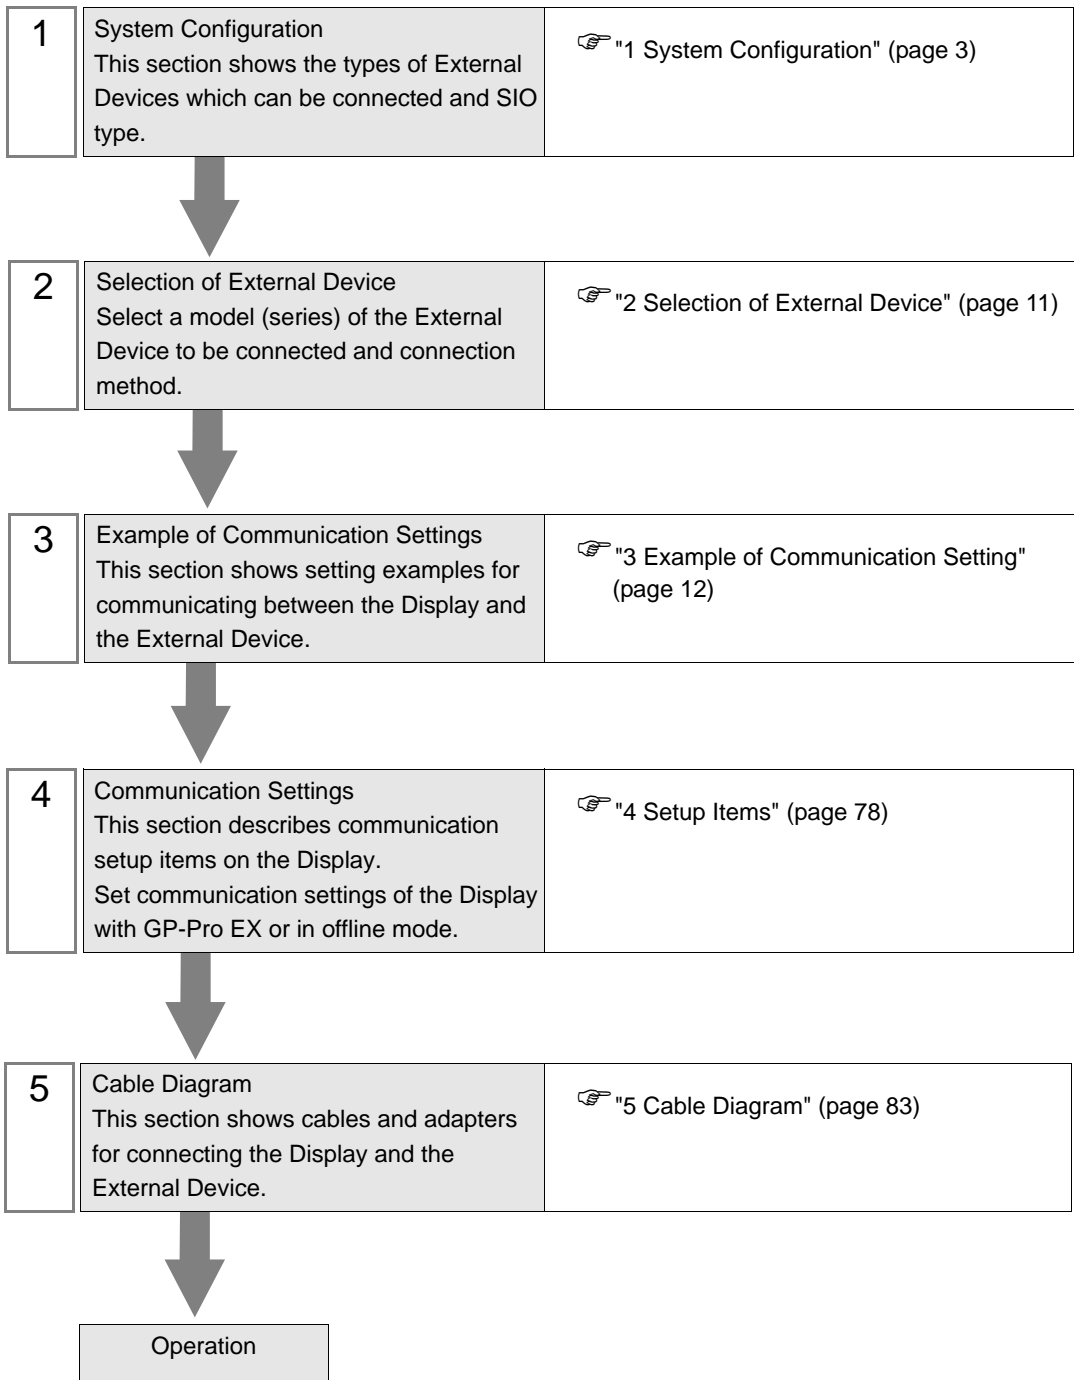 1
System Configuration
This section shows the types of External
Devices which can be connected and SIO
type.
"1 System Configuration" (page 3)
2
Selection of External Device
Select a model (series) of the External
Device to be connected and connection
method.
"2 Selection of External Device" (page 11)
3
Example of Communication Settings
This section shows setting examples for
communicating between the Display and
the External Device.
"3 Example of Communication Setting"
(page 12)
4
Communication Settings
This section describes communication
setup items on the Display.
Set communication settings of the Display
with GP-Pro EX or in offline mode.
"4 Setup Items" (page 78)
5
Cable Diagram
This section shows cables and adapters
for connecting the Display and the
External Device.
"5 Cable Diagram" (page 83)
Operation